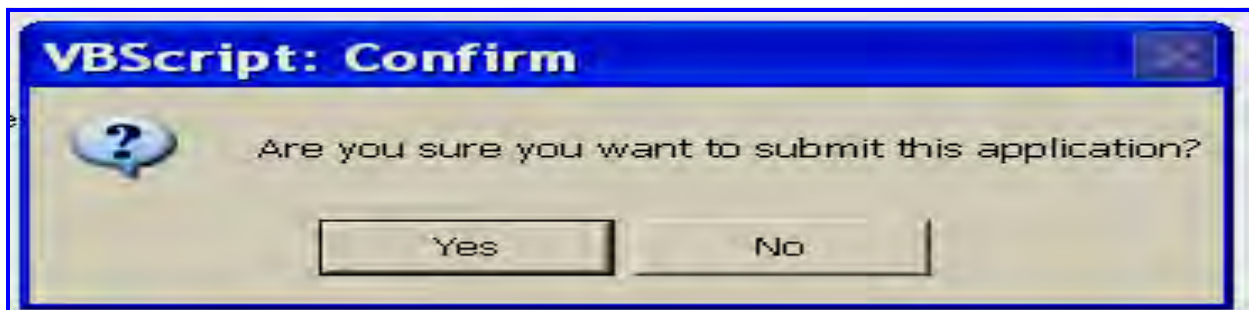 VBScript: Confirm
Are you sure you want to submit this application?
Yes No